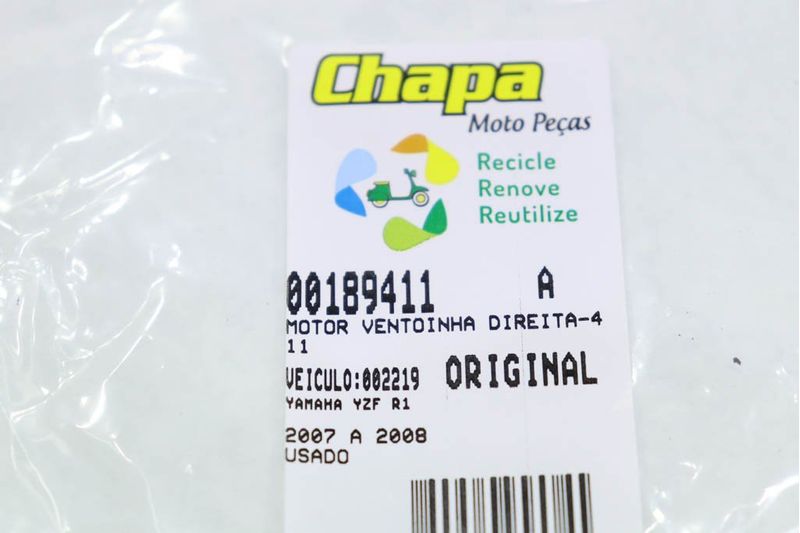 Chapa
Moto Peças
Recicle
Renove
Reutilize
00189411 A
MOTOR VENTOINHA DIREITA-4
11
VEICULO:002219 ORIGINAL
YAMAHA YZF R1
2007 A 2008
USADO